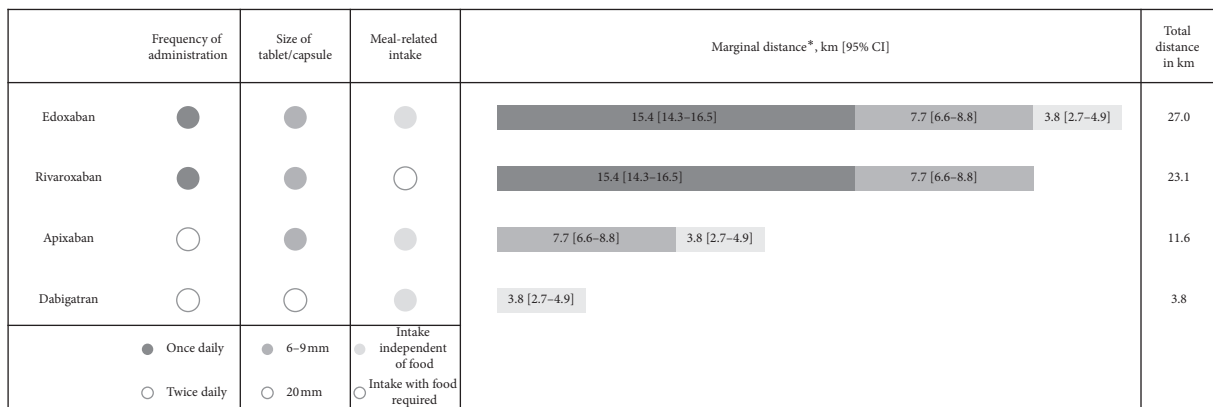 Frequency of
administration
Size of
tablet/capsule
Meal-related
intake
Marginal distance*, km [95% CI]
Total
distance
in km
Edoxaban
15.4 [14.3–16.5]
7.7 [6.6–8.8]
3.8 [2.7–4.9]
27.0
Rivaroxaban
15.4 [14.3–16.5]
7.7 [6.6–8.8]
23.1
Apixaban
7.7 [6.6–8.8]
3.8 [2.7–4.9]
11.6
Dabigatran
3.8 [2.7–4.9]
3.8
Once daily
6–9 mm
Intake
independent
of food
Twice daily
20 mm
Intake with food
required